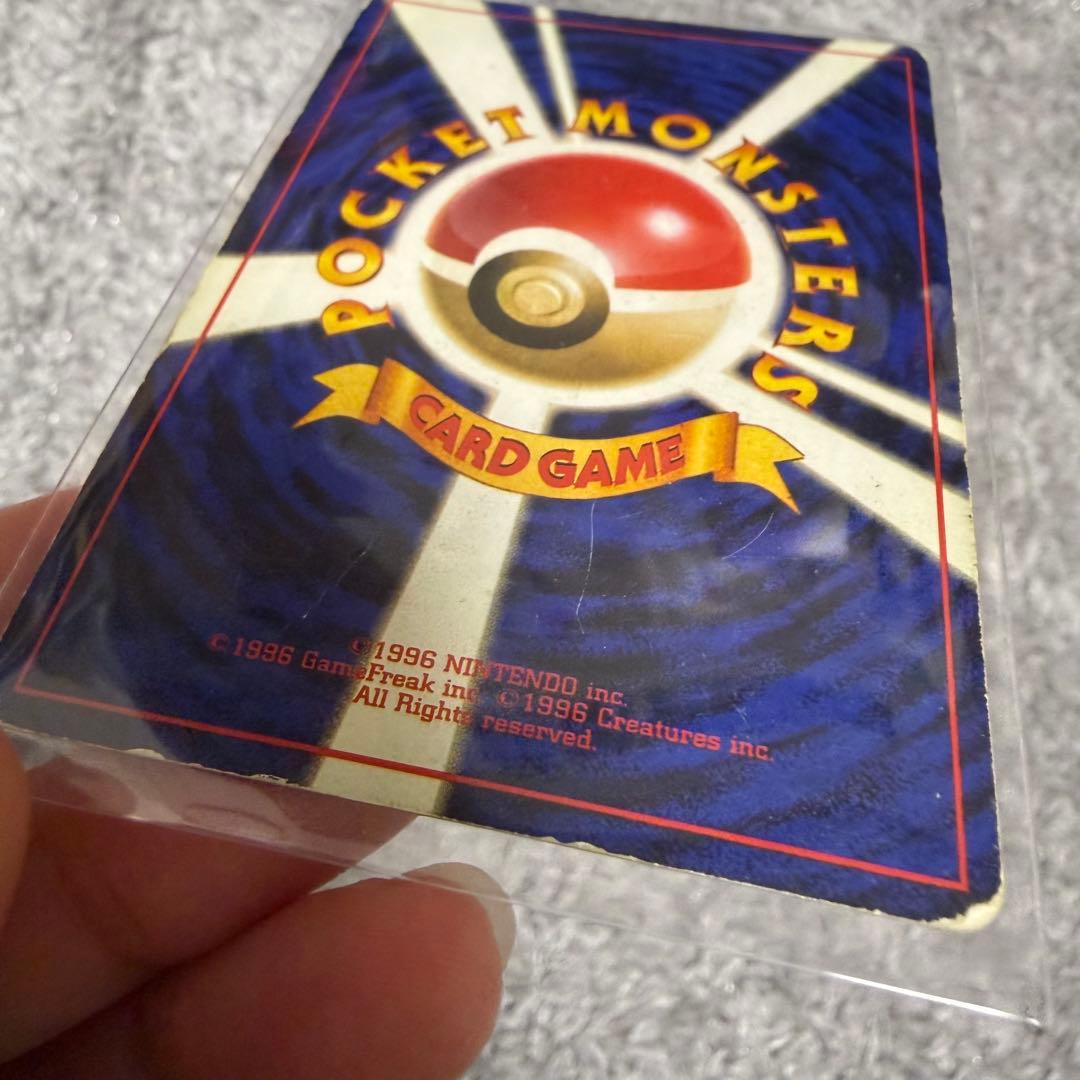 POCKET MONSTERS
CARD GAME
©1996 NINTENDO inc.
©1996 GameFreak inc. ©1996 Creatures inc.
All Rights reserved.